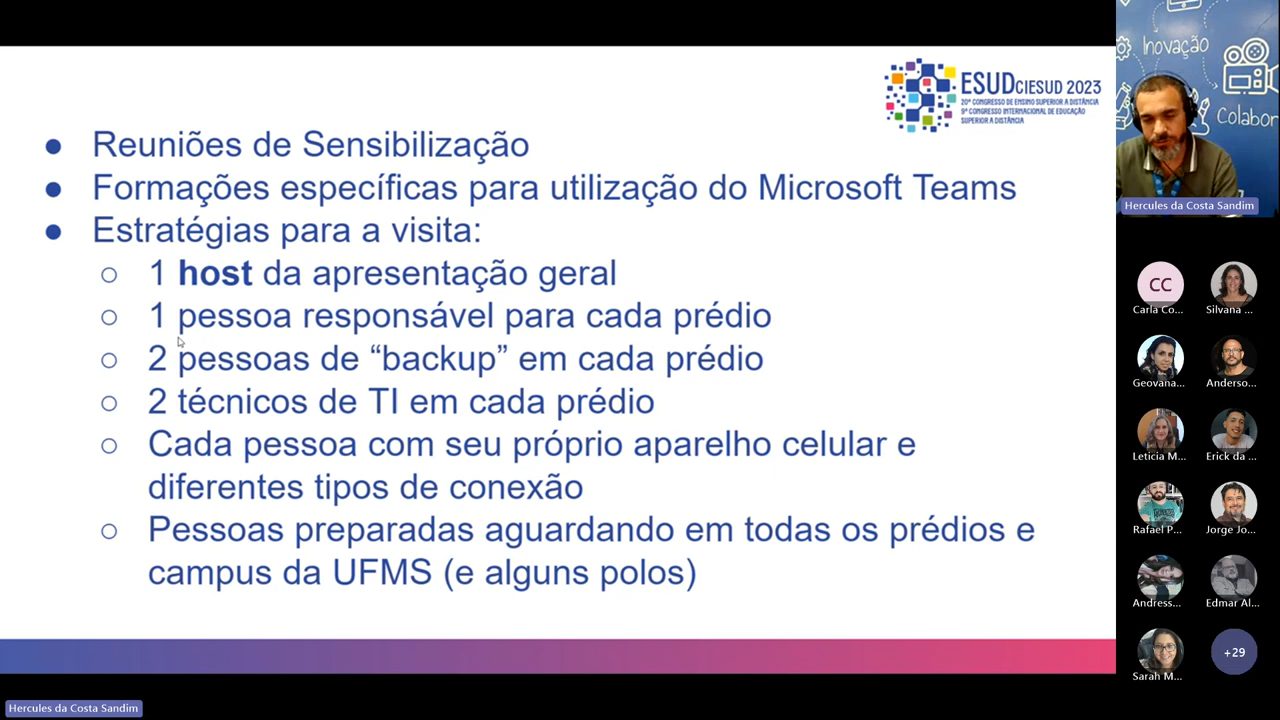 ESUDCIESUD 2023
20º CONGRESSO DE ENSINO SUPERIOR A DISTÂNCIA
9º CONGRESSO INTERNACIONAL DE EDUCAÇÃO
SUPERIOR A DISTÂNCIA
● Reuniões de Sensibilização
● Formações específicas para utilização do Microsoft Teams
● Estratégias para a visita:
○ 1 host da apresentação geral
○ 1 pessoa responsável para cada prédio
○ 2 pessoas de “backup” em cada prédio
○ 2 técnicos de TI em cada prédio
○ Cada pessoa com seu próprio aparelho celular e
diferentes tipos de conexão
○ Pessoas preparadas aguardando em todas os prédios e
campus da UFMS (e alguns polos)
Inovação
Colabor
Hercules da Costa Sandim
CC
Carla Co...
Silvana ...
Geovana...
Anderso...
Leticia M...
Erick da ...
Rafael P...
Jorge Jo...
Andress...
Edmar Al...
Sarah M...
+29
Hercules da Costa Sandim